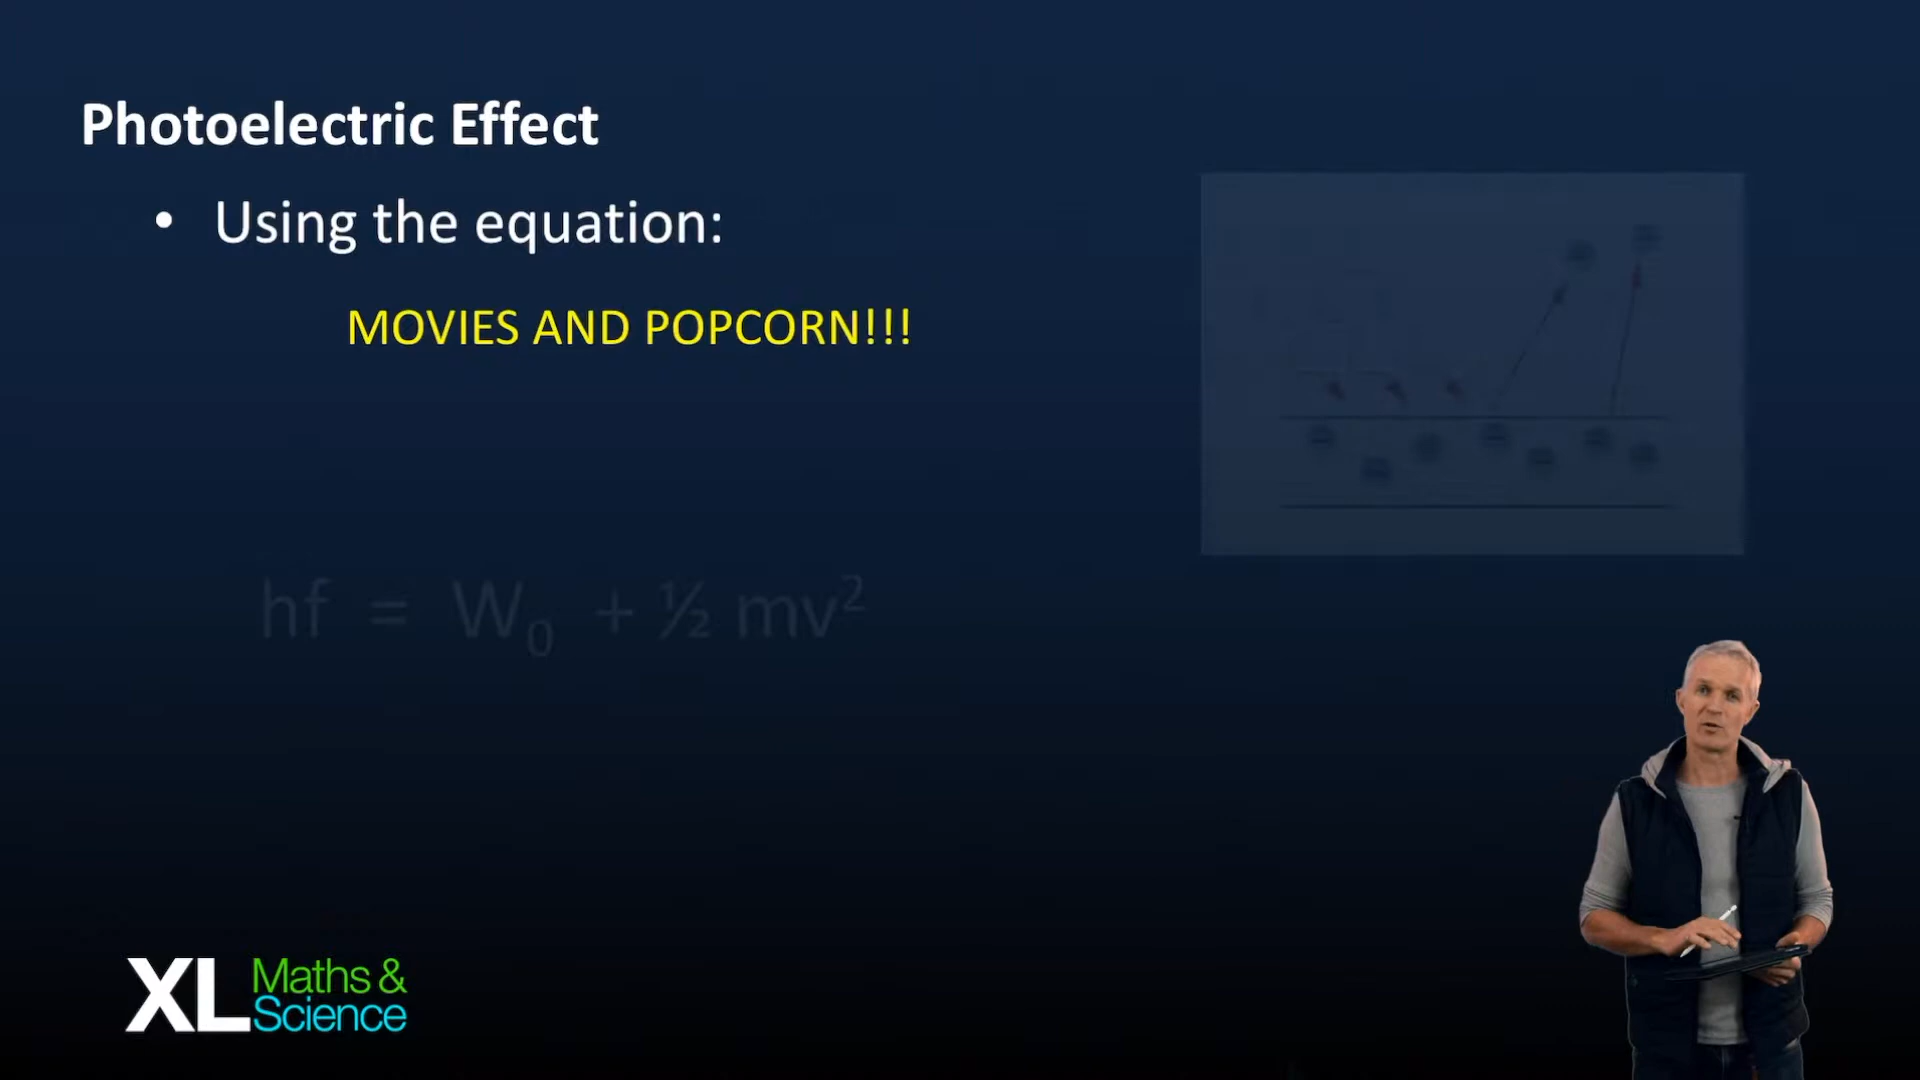 Photoelectric Effect
• Using the equation:
MOVIES AND POPCORN!!!
hf = W₀ + ½ mv²
XL Maths &
Science